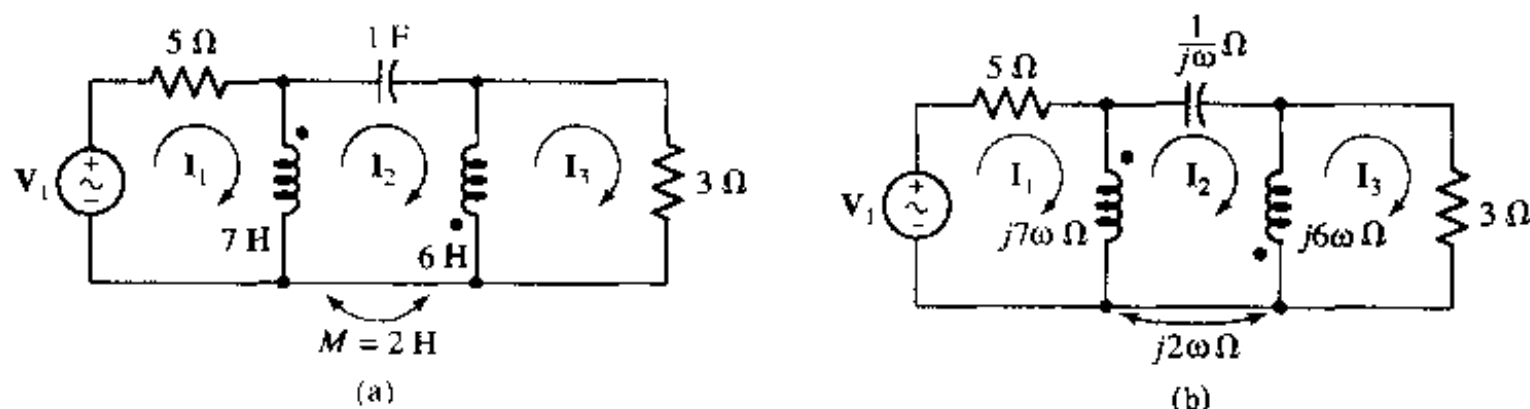 5 Ω
1 F
V₁
+
−
I₁
I₂
I₃
3 Ω
7 H
6 H
M = 2 H
(a)
1/jω Ω
5 Ω
V₁
+
−
I₁
I₂
I₃
3 Ω
j7ω Ω
j6ω Ω
j2ω Ω
(b)